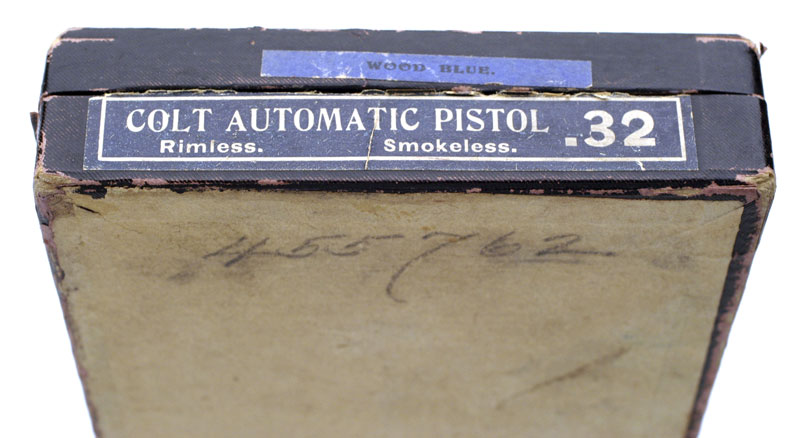 WOOD BLUE.
COLT AUTOMATIC PISTOL .32
Rimless. Smokeless.
455762